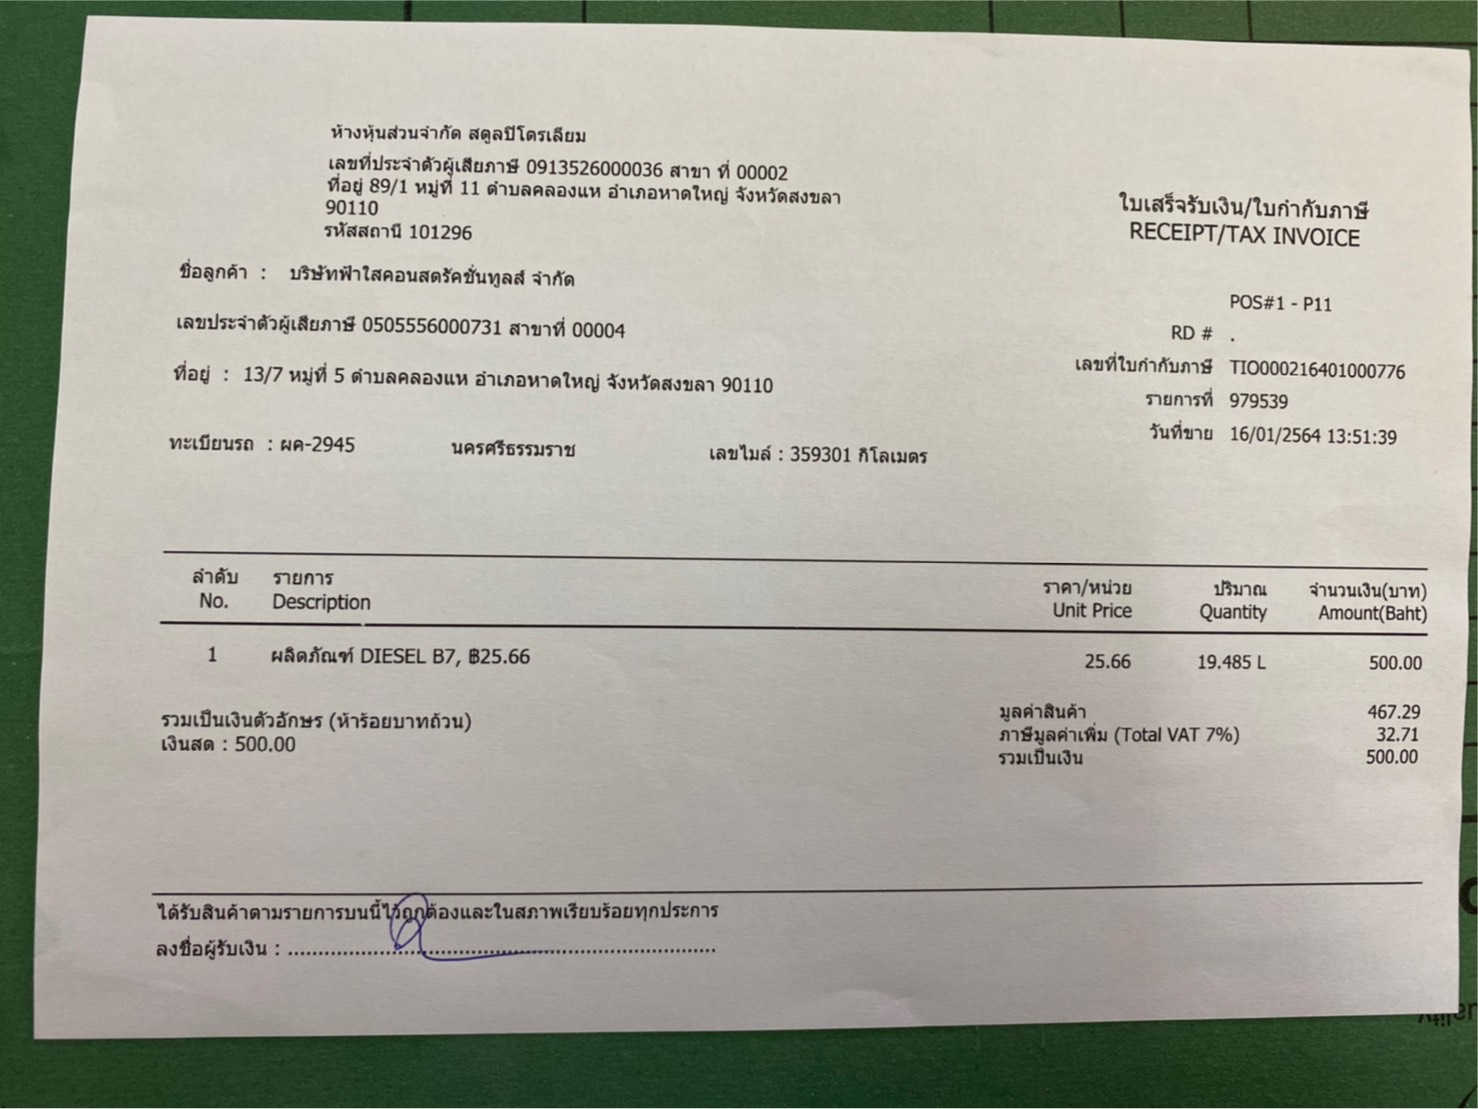 ห้างหุ้นส่วนจำกัด สตูลปิโตรเลียม
เลขที่ประจำตัวผู้เสียภาษี 0913526000036 สาขา ที่ 00002
ที่อยู่ 89/1 หมู่ที่ 11 ตำบลคลองแห อำเภอหาดใหญ่ จังหวัดสงขลา
90110
รหัสสถานี 101296
ใบเสร็จรับเงิน/ใบกำกับภาษี
RECEIPT/TAX INVOICE
ชื่อลูกค้า : บริษัทฟ้าใสคอนสตรัคชั่นทูลส์ จำกัด
เลขประจำตัวผู้เสียภาษี 0505556000731 สาขาที่ 00004
ที่อยู่ : 13/7 หมู่ที่ 5 ตำบลคลองแห อำเภอหาดใหญ่ จังหวัดสงขลา 90110
POS#1 - P11
RD # .
เลขที่ใบกำกับภาษี TIO000216401000776
รายการที่ 979539
วันที่ขาย 16/01/2564 13:51:39
ทะเบียนรถ : ผค-2945 นครศรีธรรมราช เลขไมล์ : 359301 กิโลเมตร
ลำดับ รายการ ราคา/หน่วย ปริมาณ จำนวนเงิน(บาท)
No. Description Unit Price Quantity Amount(Baht)
1 ผลิตภัณฑ์ DIESEL B7, ฿25.66 25.66 19.485 L 500.00
รวมเป็นเงินตัวอักษร (ห้าร้อยบาทถ้วน)
เงินสด : 500.00
มูลค่าสินค้า 467.29
ภาษีมูลค่าเพิ่ม (Total VAT 7%) 32.71
รวมเป็นเงิน 500.00
ได้รับสินค้าตามรายการบนนี้ไว้ถูกต้องและในสภาพเรียบร้อยทุกประการ
ลงชื่อผู้รับเงิน : ........................................................................